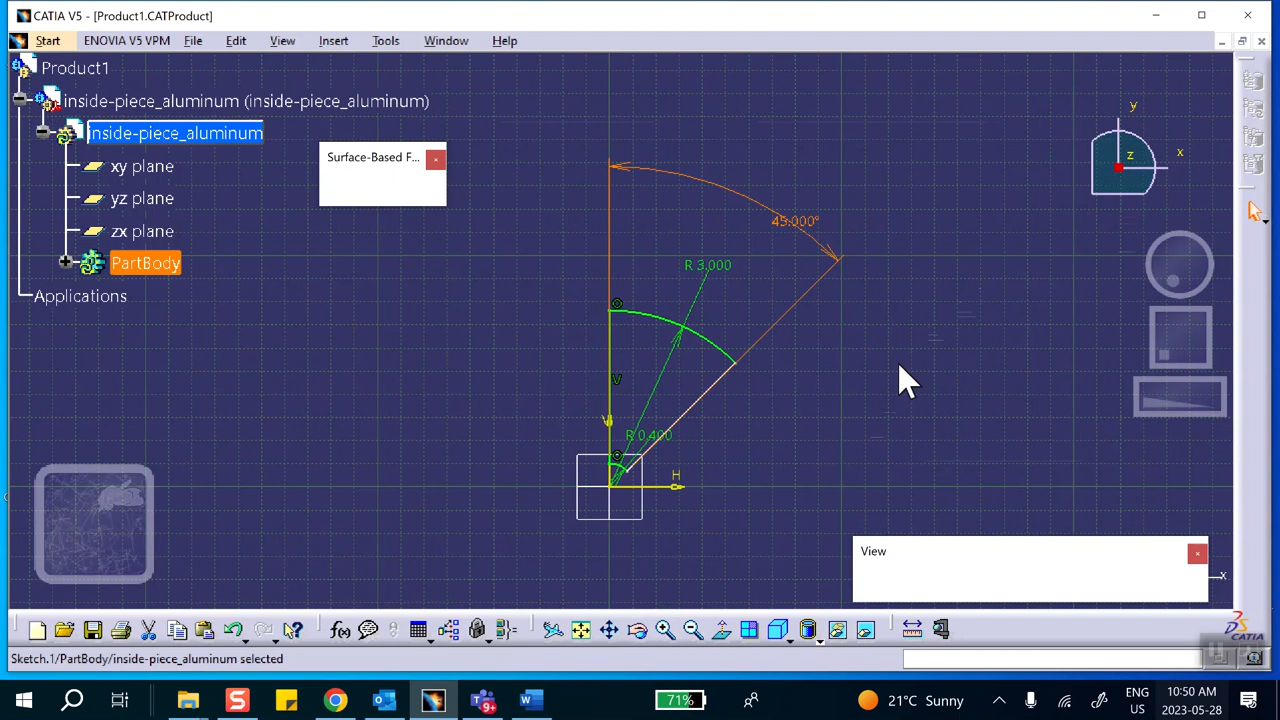 CATIA V5 - [Product1.CATProduct]
Start ENOVIA V5 VPM File Edit View Insert Tools Window Help
Product1
inside-piece_aluminum (inside-piece_aluminum)
inside-piece_aluminum
xy plane
yz plane
zx plane
PartBody
Applications
Surface-Based F...
45.000°
R 3.000
V
R 0.400
V
H
y
x
z
View
x
f(x)
Sketch.1/PartBody/inside-piece_aluminum selected
71%
9+
21°C Sunny
ENG
US
10:50 AM
2023-05-28